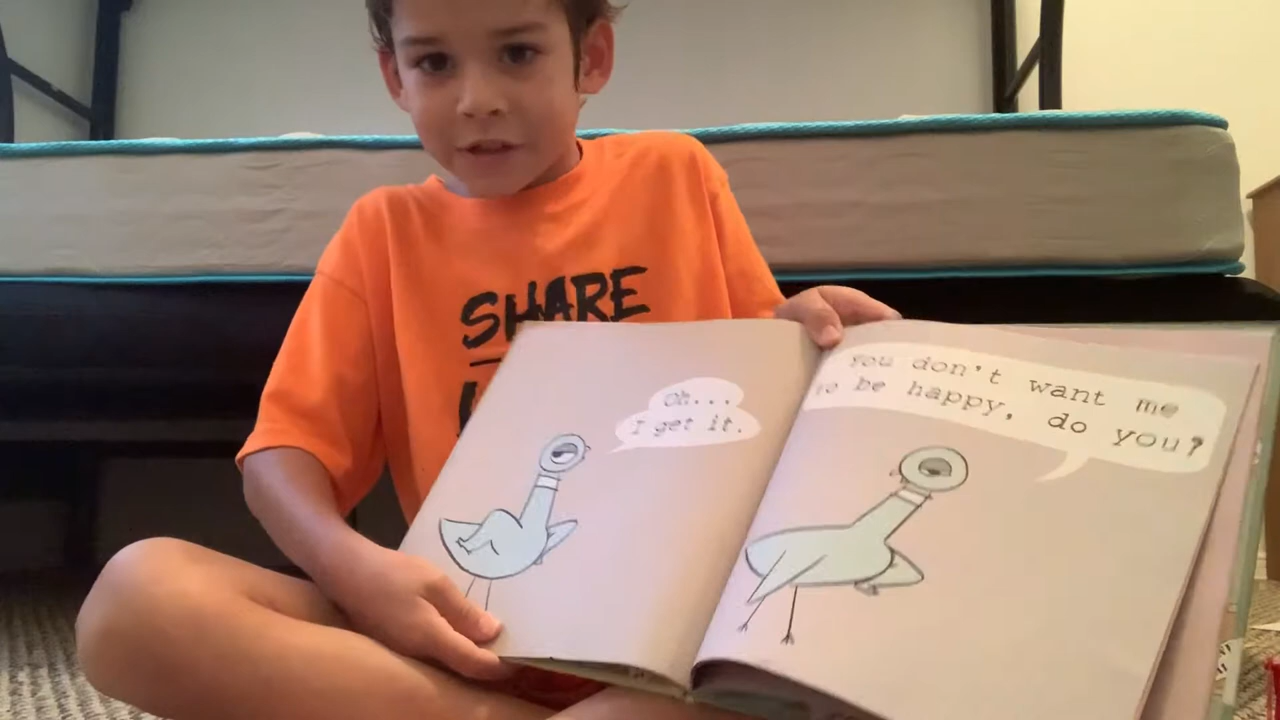 SHARE
Oh...
I get it.
you don't want me
to be happy, do you?